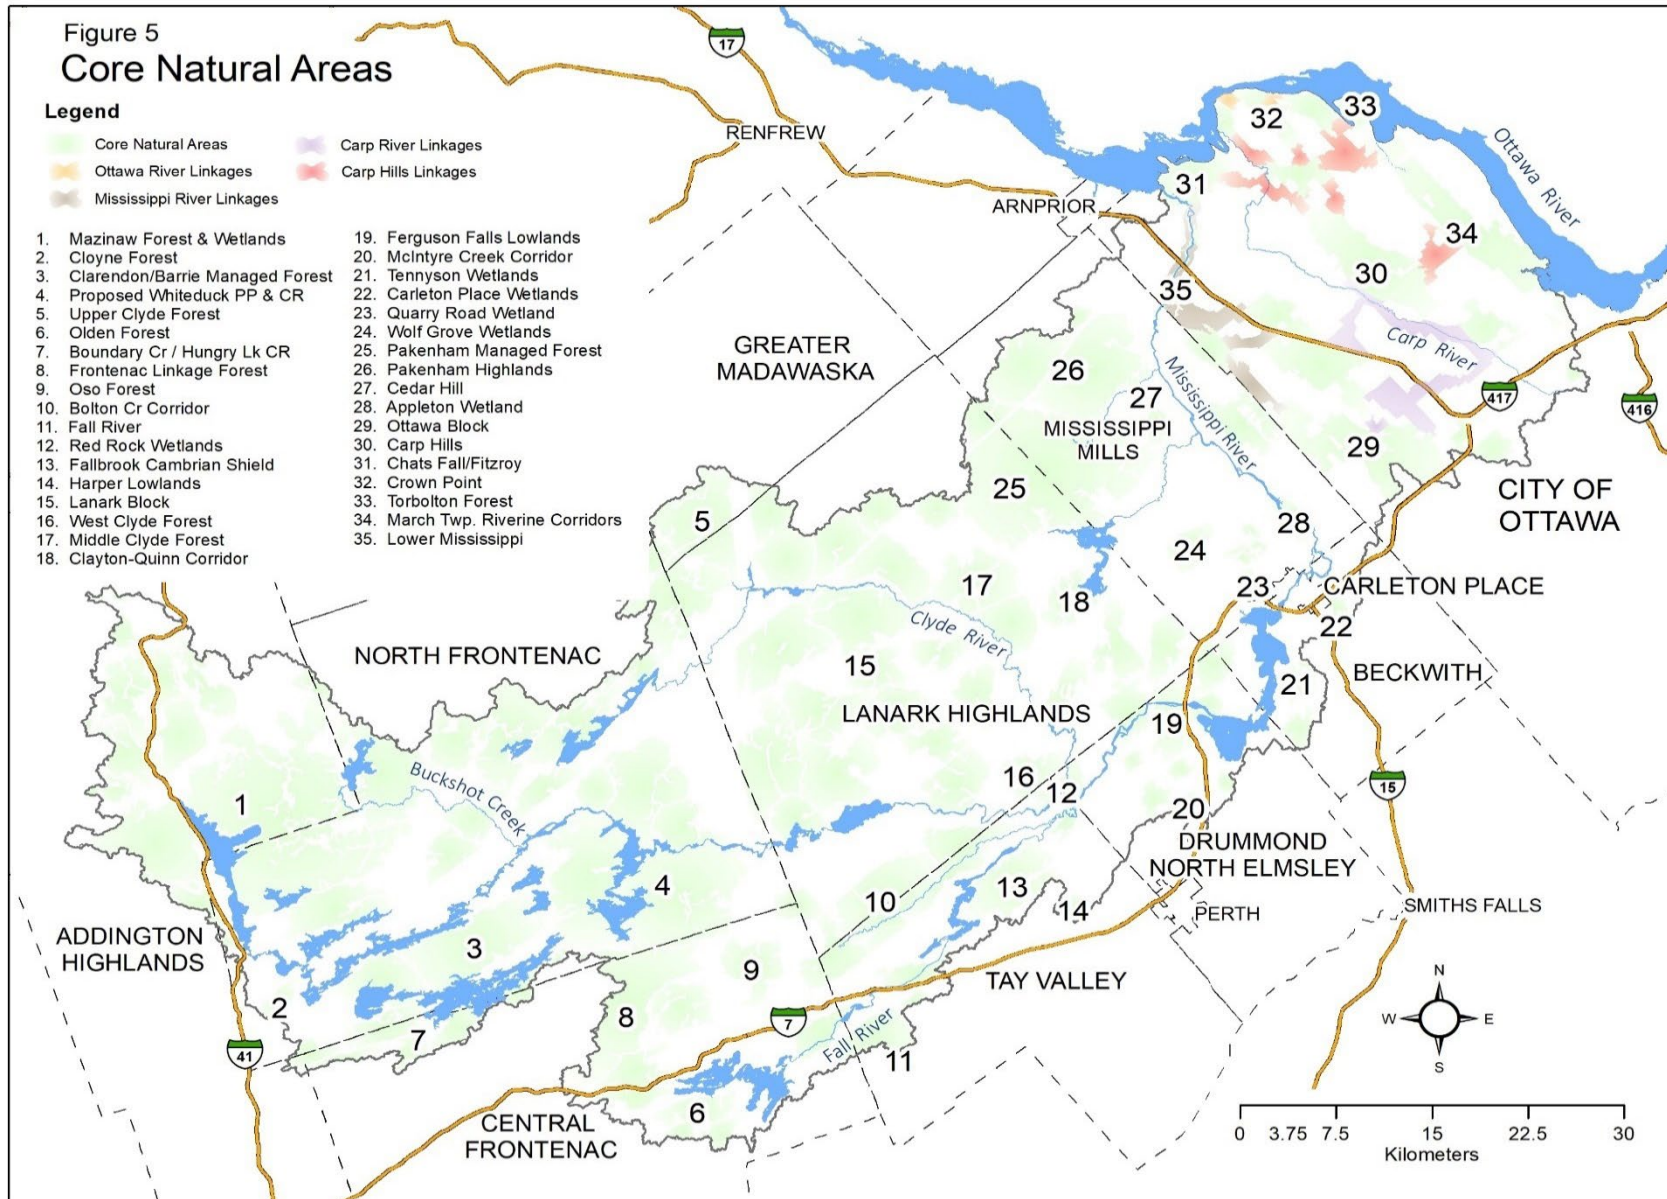 Figure 5
Core Natural Areas
Legend
Core Natural Areas
Ottawa River Linkages
Mississippi River Linkages
Carp River Linkages
Carp Hills Linkages
1. Mazinaw Forest & Wetlands
2. Cloyne Forest
3. Clarendon/Barrie Managed Forest
4. Proposed Whiteduck PP & CR
5. Upper Clyde Forest
6. Olden Forest
7. Boundary Cr / Hungry Lk CR
8. Frontenac Linkage Forest
9. Oso Forest
10. Bolton Cr Corridor
11. Fall River
12. Red Rock Wetlands
13. Fallbrook Cambrian Shield
14. Harper Lowlands
15. Lanark Block
16. West Clyde Forest
17. Middle Clyde Forest
18. Clayton-Quinn Corridor
19. Ferguson Falls Lowlands
20. McIntyre Creek Corridor
21. Tennyson Wetlands
22. Carleton Place Wetlands
23. Quarry Road Wetland
24. Wolf Grove Wetlands
25. Pakenham Managed Forest
26. Pakenham Highlands
27. Cedar Hill
28. Appleton Wetland
29. Ottawa Block
30. Carp Hills
31. Chats Fall/Fitzroy
32. Crown Point
33. Torbolton Forest
34. March Twp. Riverine Corridors
35. Lower Mississippi
17
RENFREW
32
33
Ottawa River
31
ARNPRIOR
34
30
35
GREATER
MADAWASKA
Carp River
26
Mississippi River
27
417
416
MISSISSIPPI
MILLS
29
25
CITY OF
OTTAWA
5
28
24
17
18
23
CARLETON PLACE
22
Clyde River
NORTH FRONTENAC
15
BECKWITH
21
LANARK HIGHLANDS
19
Buckshot Creek
16
12
15
1
20
DRUMMOND
NORTH ELMSLEY
4
13
10
14
PERTH
SMITHS FALLS
ADDINGTON
HIGHLANDS
3
9
TAY VALLEY
2
8
7
7
Fall River
41
11
6
CENTRAL
FRONTENAC
N
W E
S
0 3.75 7.5 15 22.5 30
Kilometers